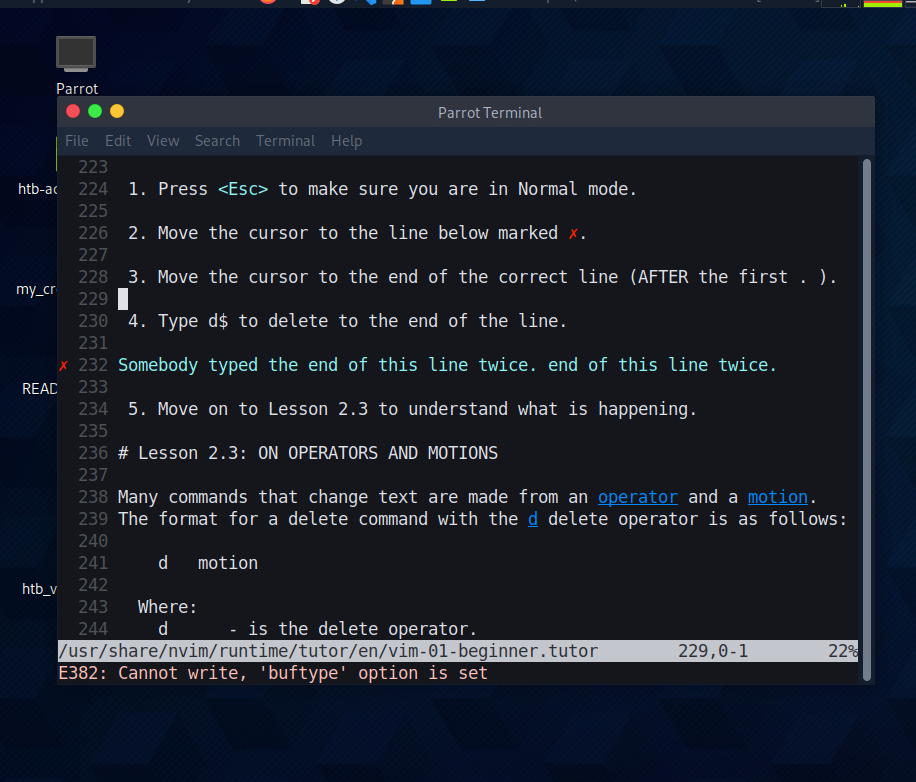 Parrot
Parrot Terminal
File Edit View Search Terminal Help
htb-ac
my_cre
READ
htb_v
223
224 1. Press <Esc> to make sure you are in Normal mode.
225
226 2. Move the cursor to the line below marked ✗.
227
228 3. Move the cursor to the end of the correct line (AFTER the first . ).
229
230 4. Type d$ to delete to the end of the line.
231
✗ 232 Somebody typed the end of this line twice. end of this line twice.
233
234 5. Move on to Lesson 2.3 to understand what is happening.
235
236 # Lesson 2.3: ON OPERATORS AND MOTIONS
237
238 Many commands that change text are made from an operator and a motion.
239 The format for a delete command with the d delete operator is as follows:
240
241 d motion
242
243 Where:
244 d - is the delete operator.
/usr/share/nvim/runtime/tutor/en/vim-01-beginner.tutor 229,0-1 22%
E382: Cannot write, 'buftype' option is set